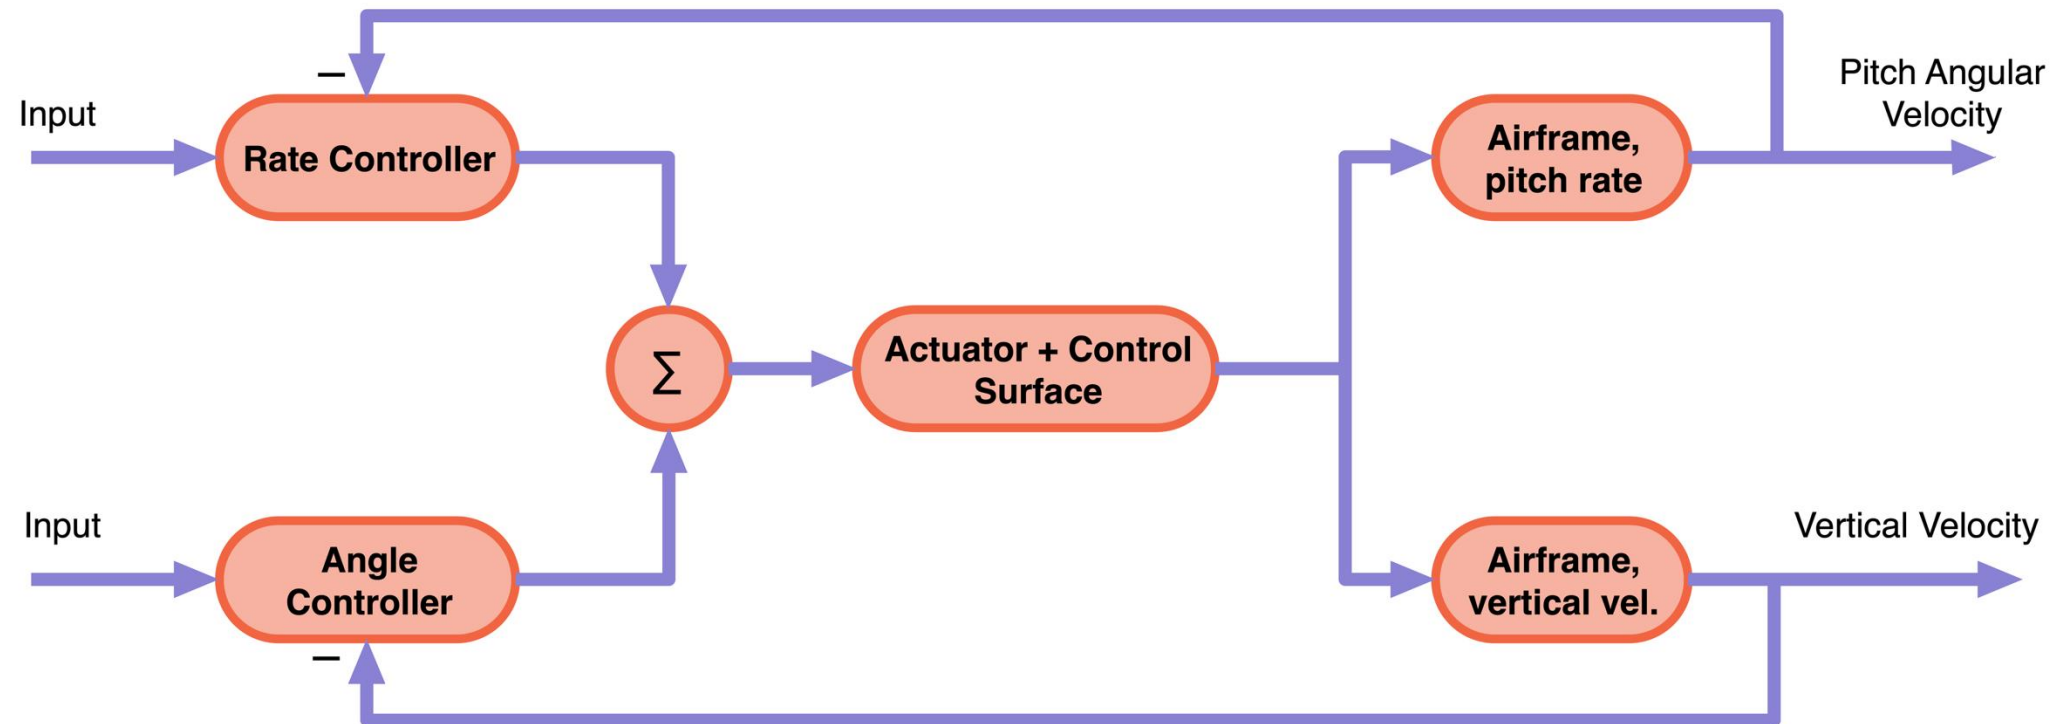 Input
−
Rate Controller
Airframe,
pitch rate
Pitch Angular
Velocity
∑
Actuator + Control
Surface
Input
Angle
Controller
−
Airframe,
vertical vel.
Vertical Velocity